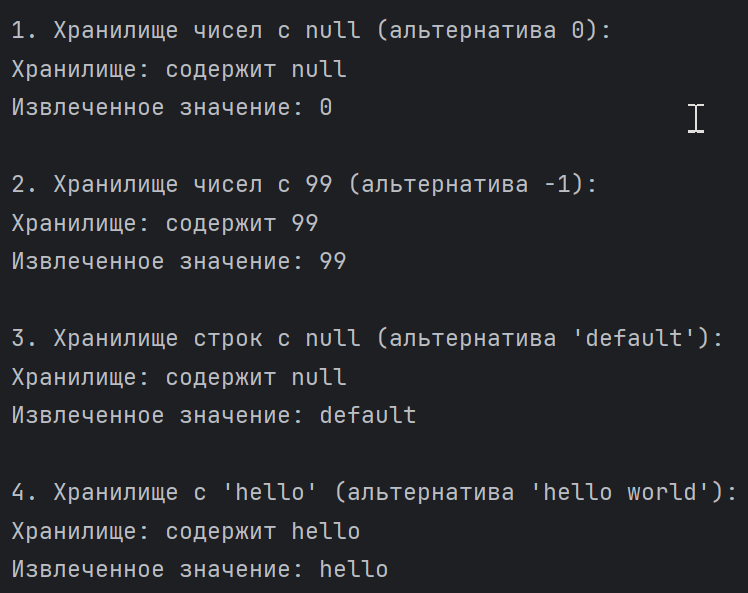 1. Хранилище чисел с null (альтернатива 0):
Хранилище: содержит null
Извлеченное значение: 0
2. Хранилище чисел с 99 (альтернатива -1):
Хранилище: содержит 99
Извлеченное значение: 99
3. Хранилище строк с null (альтернатива 'default'):
Хранилище: содержит null
Извлеченное значение: default
4. Хранилище с 'hello' (альтернатива 'hello world'):
Хранилище: содержит hello
Извлеченное значение: hello